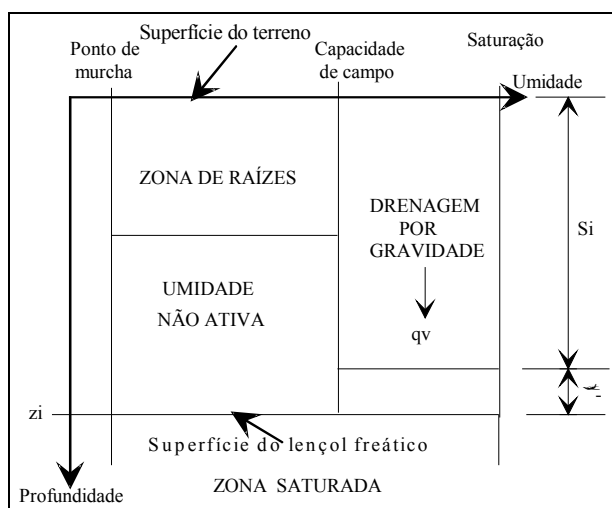 Superfície do terreno
Ponto de
murcha
Capacidade
de campo
Saturação
Umidade
ZONA DE RAÍZES
DRENAGEM
POR
GRAVIDADE
Si
UMIDADE
NÃO ATIVA
qv
zi
Superfície do lençol freático
Profundidade
ZONA SATURADA